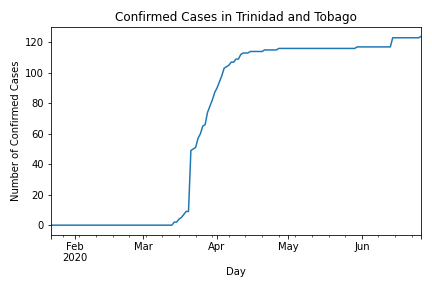 Confirmed Cases in Trinidad and Tobago
Number of Confirmed Cases
120
100
80
60
40
20
0
Feb Mar Apr May Jun
2020
Day